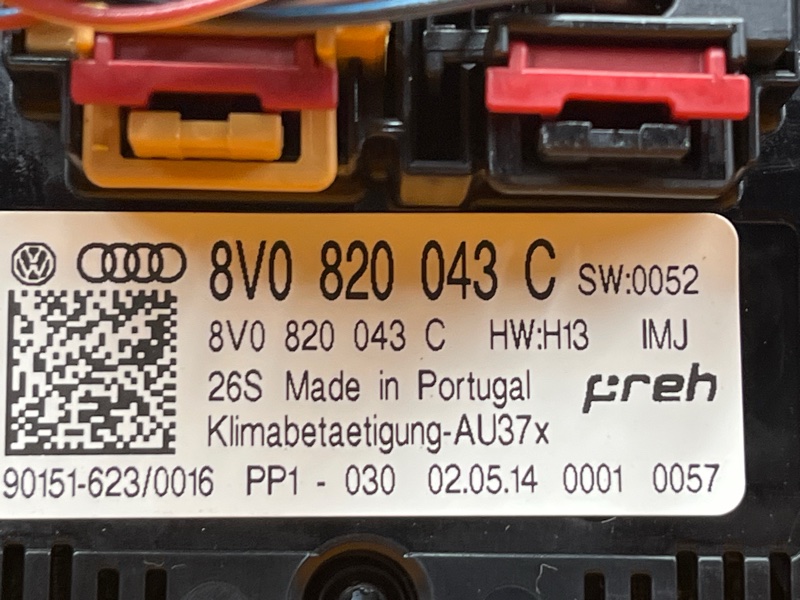 8V0 820 043 C SW:0052
8V0 820 043 C HW:H13 IMJ
26S Made in Portugal preh
Klimabetaetigung-AU37x
90151-623/0016 PP1 - 030 02.05.14 0001 0057